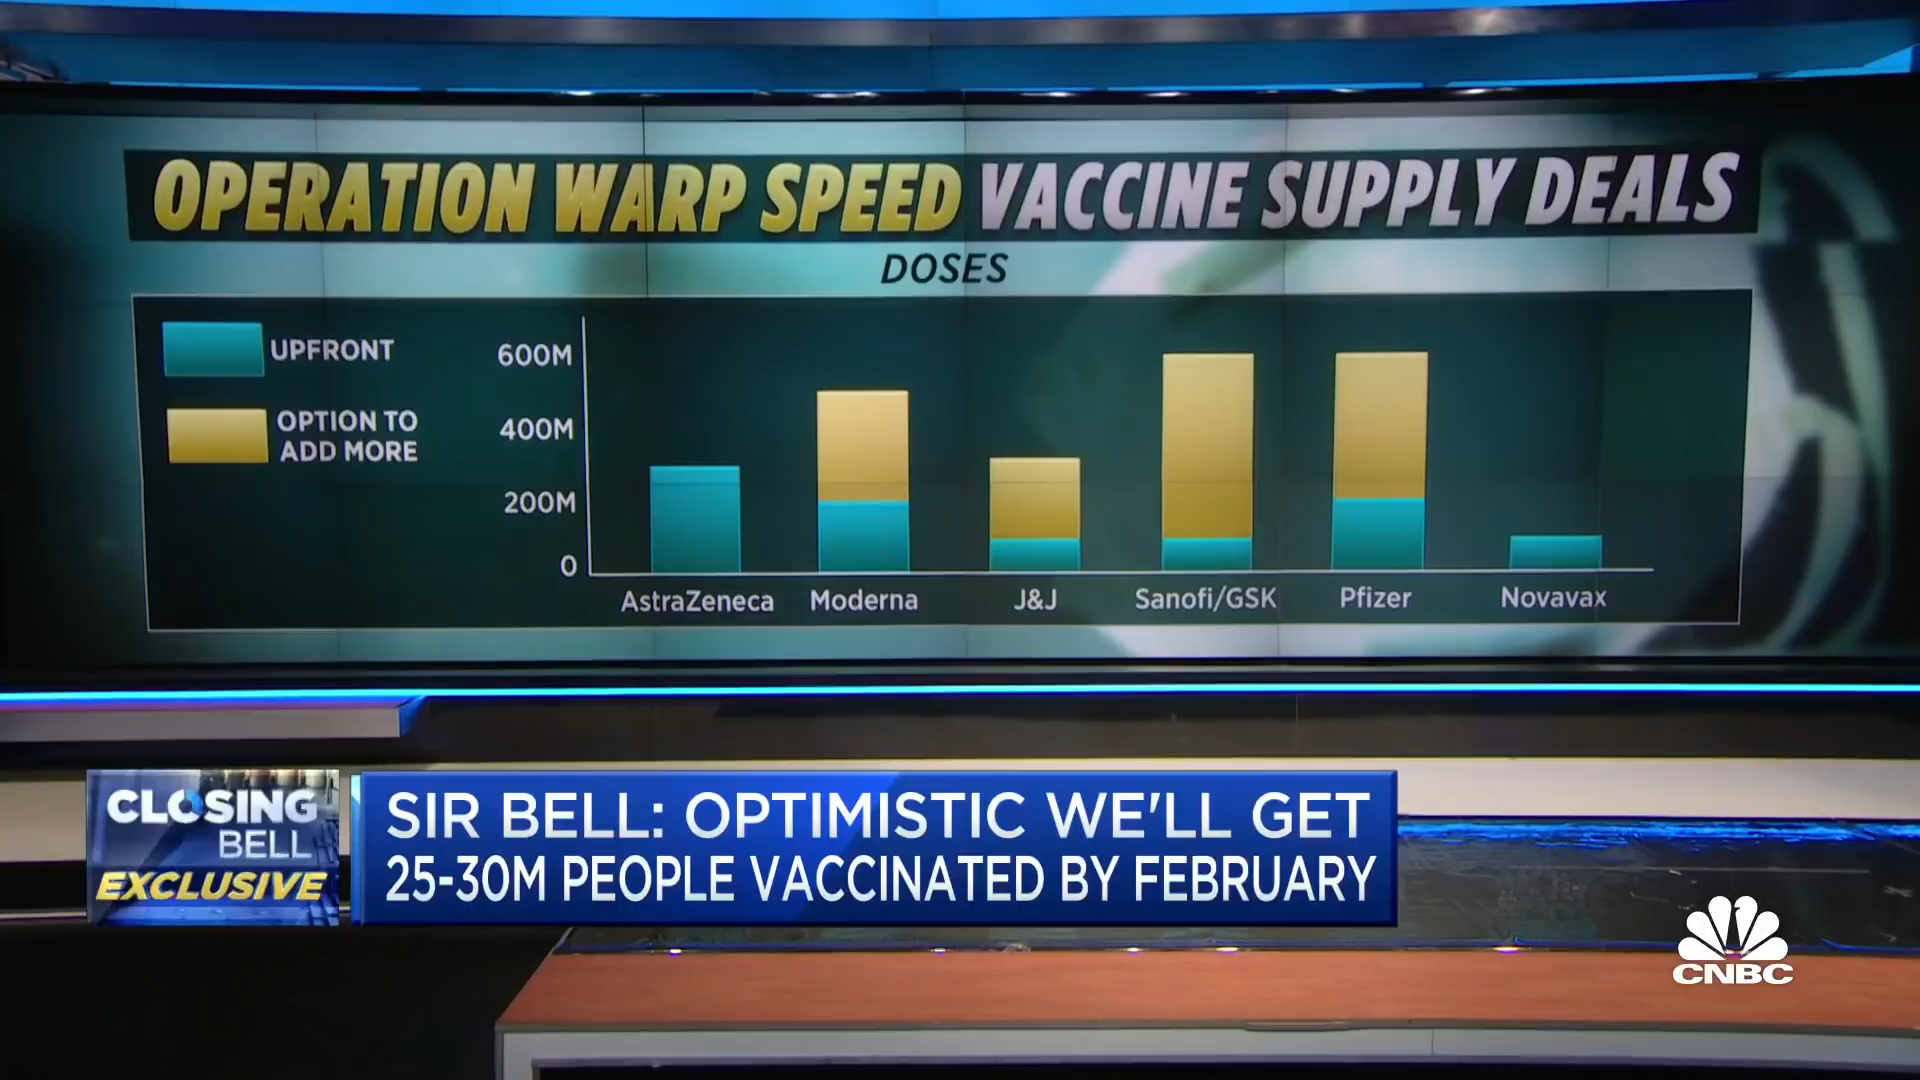 OPERATION WARP SPEED VACCINE SUPPLY DEALS
DOSES
UPFRONT
OPTION TO
ADD MORE
600M
400M
200M
0
AstraZeneca Moderna J&J Sanofi/GSK Pfizer Novavax
CLOSING
BELL
EXCLUSIVE
SIR BELL: OPTIMISTIC WE'LL GET
25-30M PEOPLE VACCINATED BY FEBRUARY
CNBC